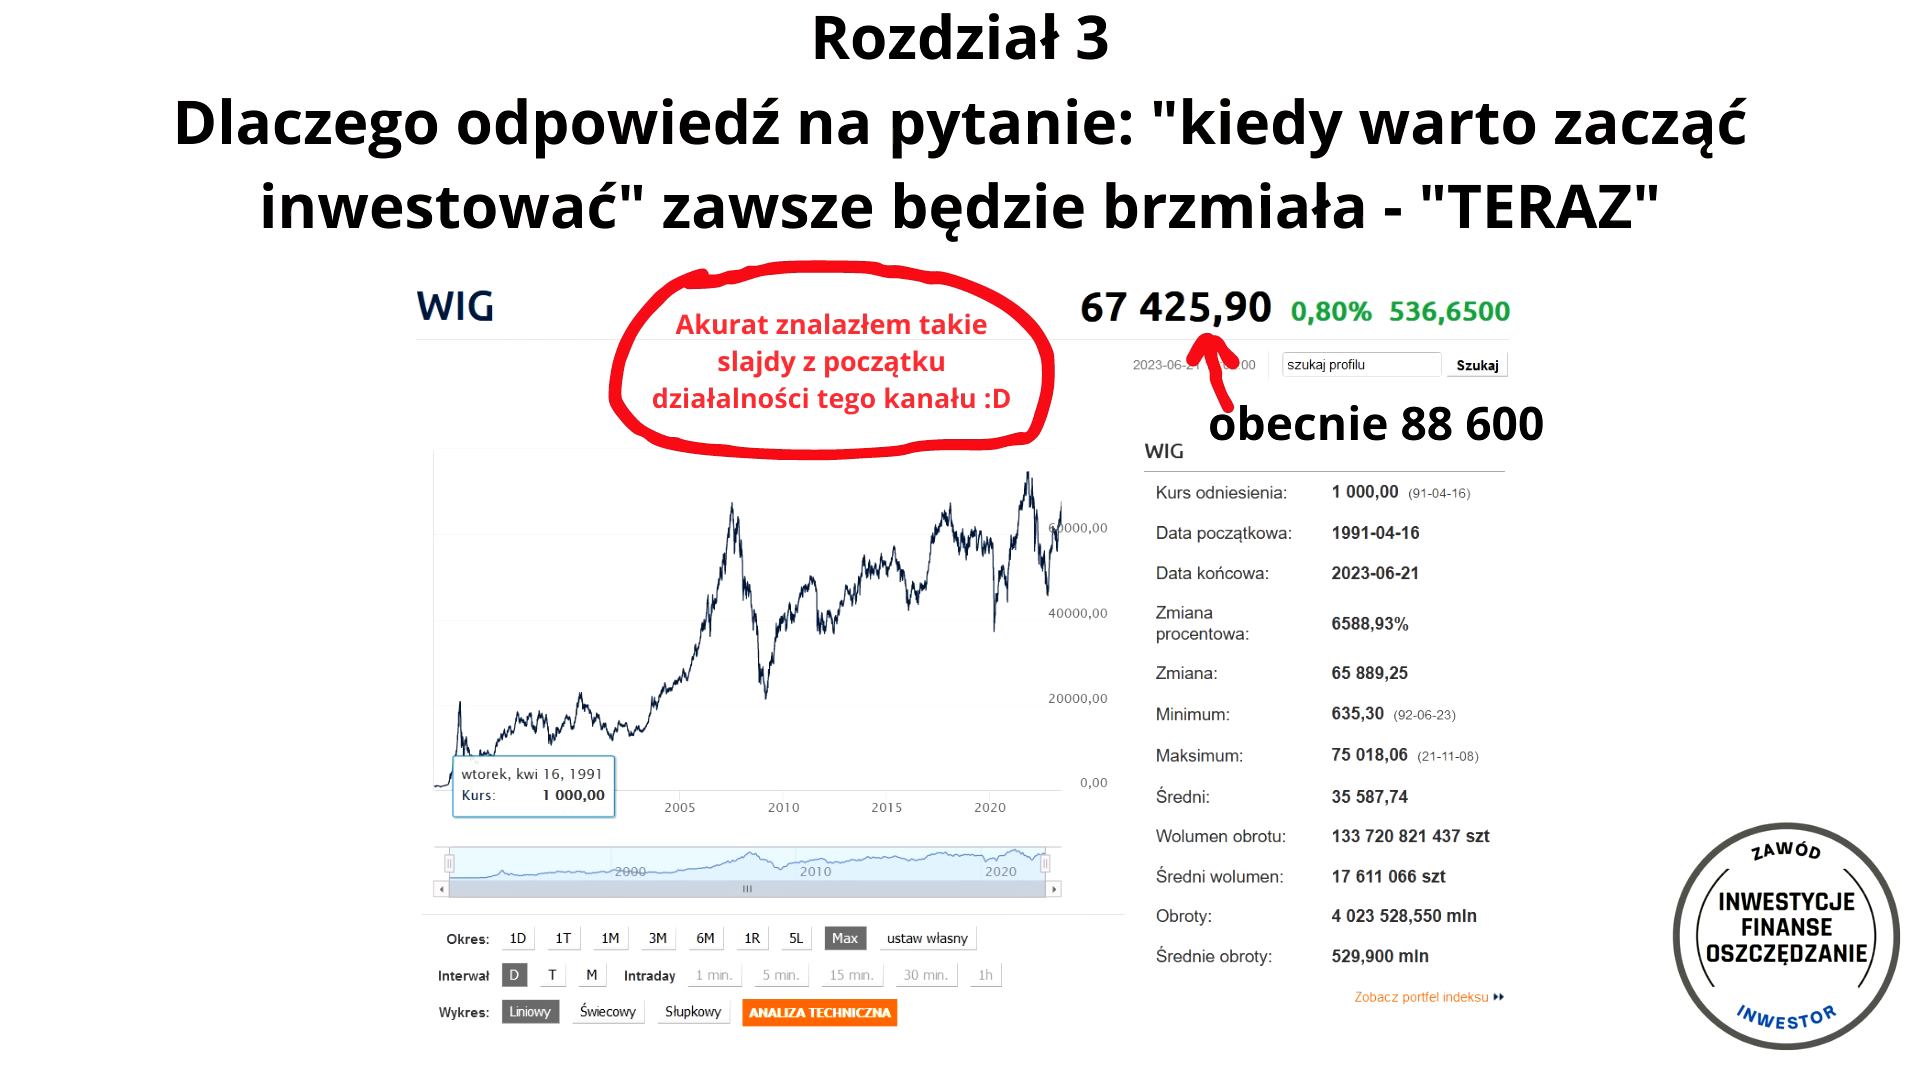 Rozdział 3
Dlaczego odpowiedź na pytanie: "kiedy warto zacząć
inwestować" zawsze będzie brzmiała - "TERAZ"
WIG
Akurat znalazłem takie
slajdy z początku
działalności tego kanału :D
67 425,90 0,80% 536,6500
2023-06-21 szukaj profilu Szukaj
obecnie 88 600
60000,00
40000,00
20000,00
0,00
wtorek, kwi 16, 1991
Kurs: 1 000,00
2005 2010 2015 2020
2000 2010 2020
Okres: 1D 1T 1M 3M 6M 1R 5L Max ustaw własny
Interwał D T M Intraday 1 min. 5 min. 15 min. 30 min. 1h
Wykres: Liniowy Świecowy Słupkowy ANALIZA TECHNICZNA
WIG
Kurs odniesienia: 1 000,00 (91-04-16)
Data początkowa: 1991-04-16
Data końcowa: 2023-06-21
Zmiana
procentowa: 6588,93%
Zmiana: 65 889,25
Minimum: 635,30 (92-06-23)
Maksimum: 75 018,06 (21-11-08)
Średni: 35 587,74
Wolumen obrotu: 133 720 821 437 szt
Średni wolumen: 17 611 066 szt
Obroty: 4 023 528,550 mln
Średnie obroty: 529,900 mln
Zobacz portfel indeksu
ZAWÓD
INWESTYCJE
FINANSE
OSZCZĘDZANIE
INWESTOR